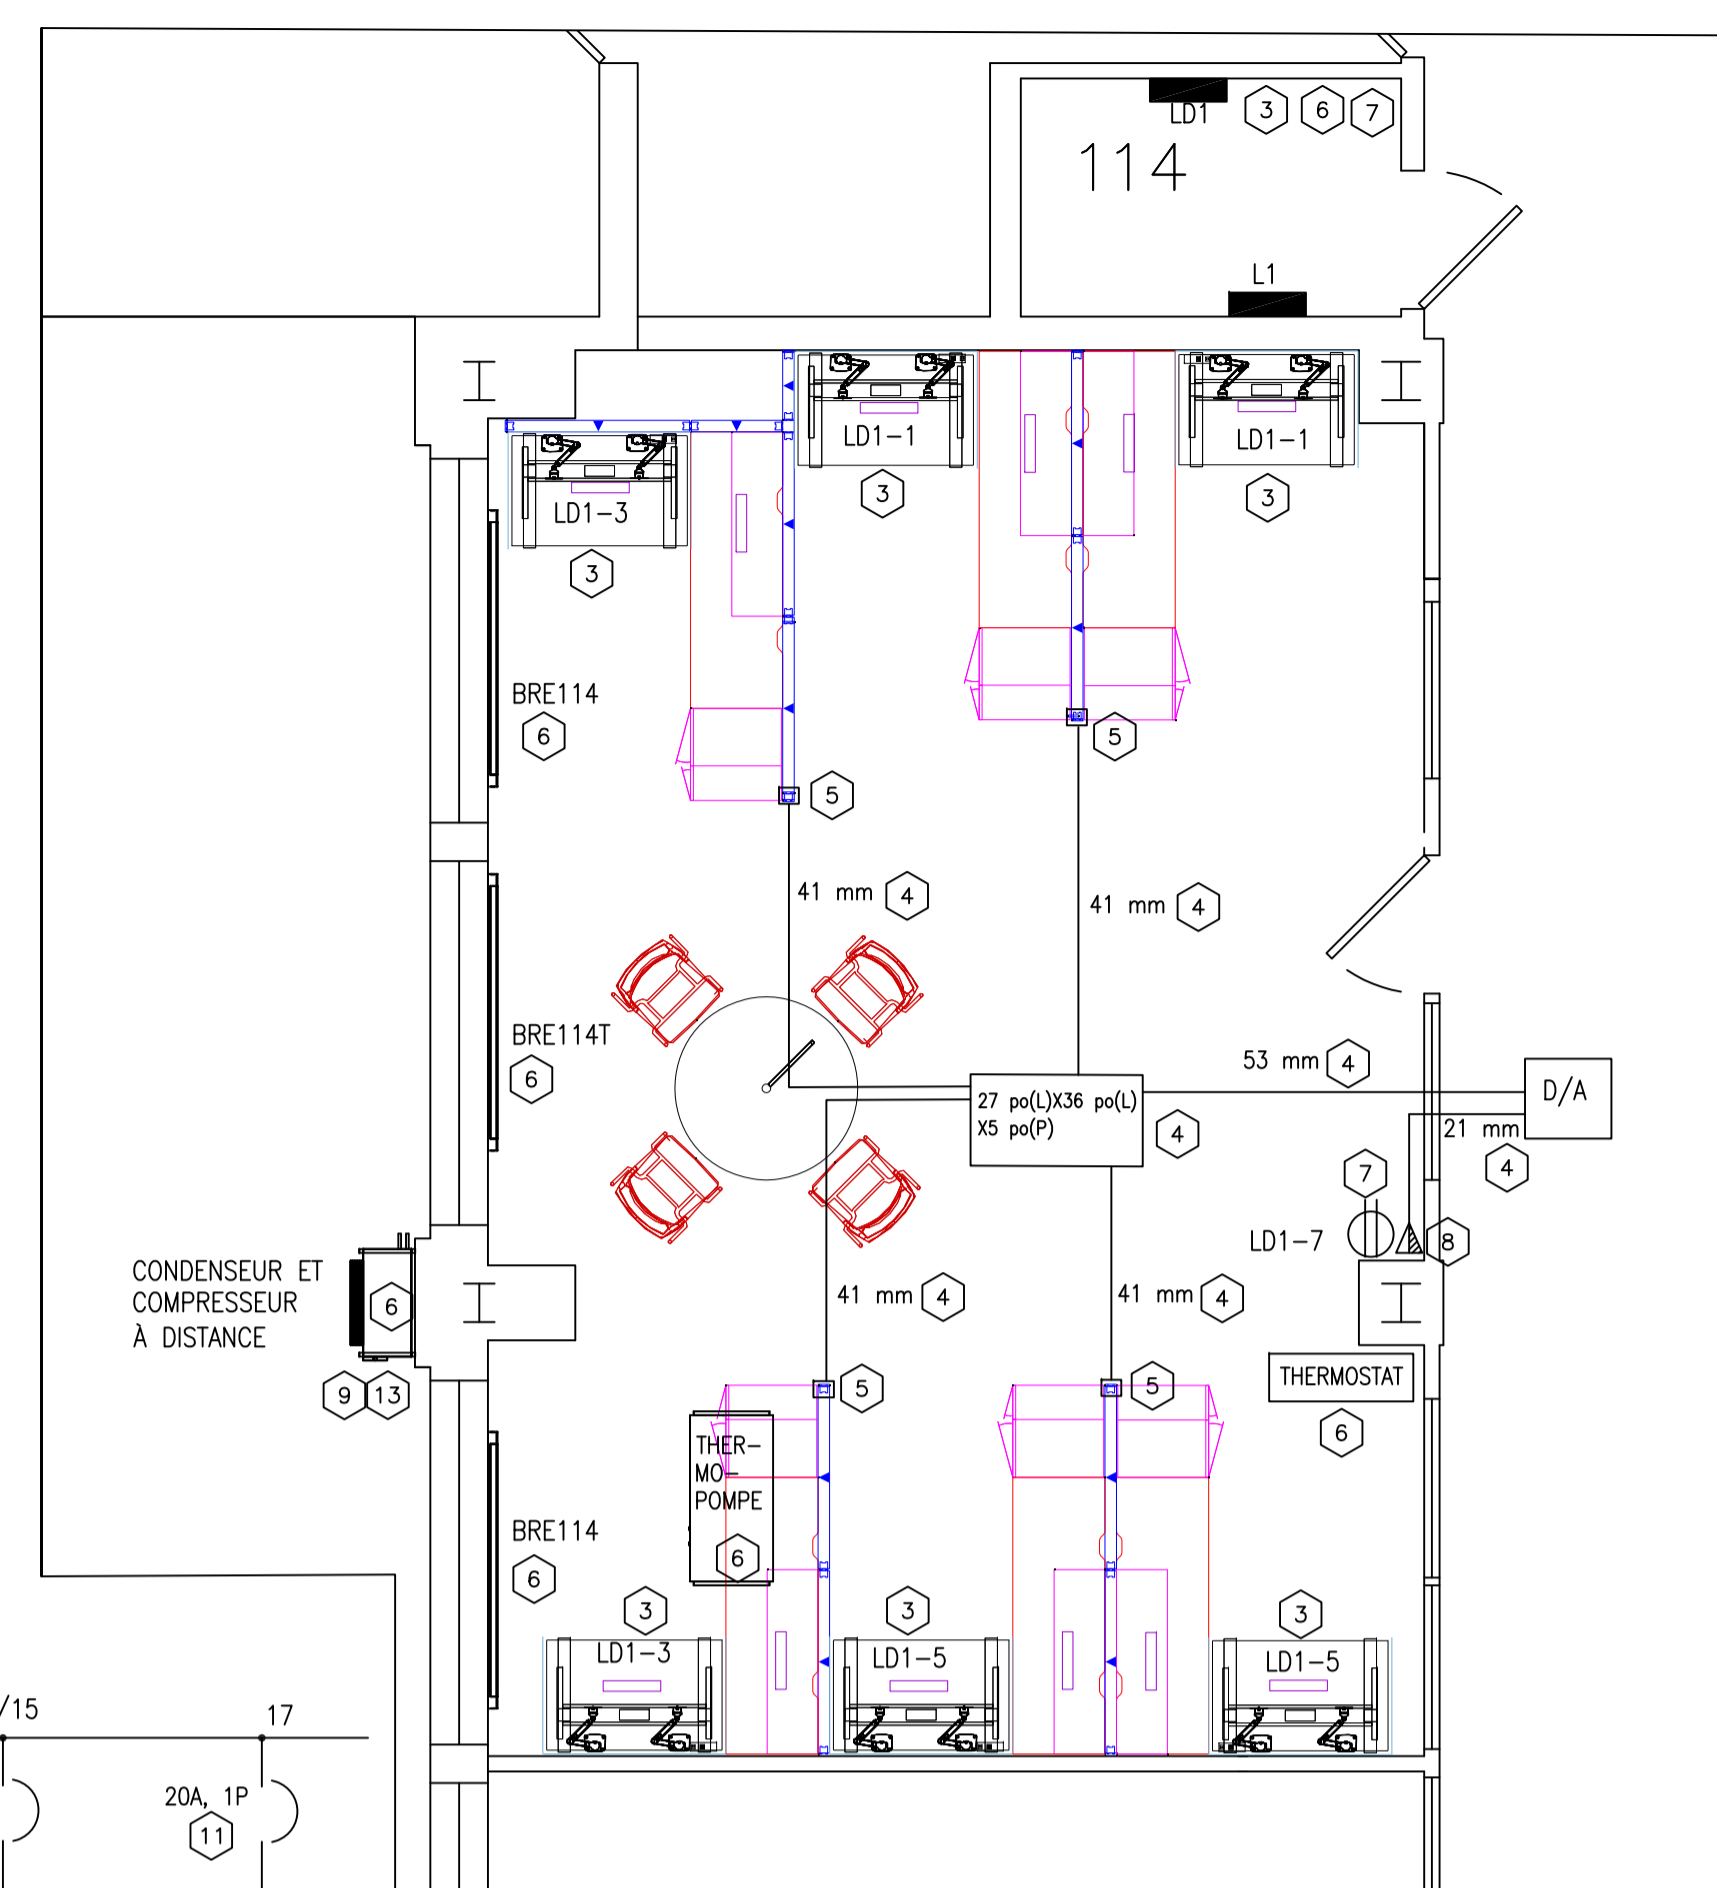 LD1 3 6 7
114
L1
LD1-1
3
LD1-1
3
LD1-3
3
BRE114
6
5
5
41 mm 4
41 mm 4
BRE114T
6
53 mm 4
D/A
27 po(L)X36 po(L)
X5 po(P)
4
21 mm
4
7
LD1-7
8
CONDENSEUR ET
COMPRESSEUR
À DISTANCE
6
9 13
41 mm 4
41 mm 4
THERMOSTAT
6
5
5
THER-
MO-
POMPE
6
BRE114
6
3
LD1-3
3
LD1-5
3
LD1-5
/15
17
20A, 1P
11